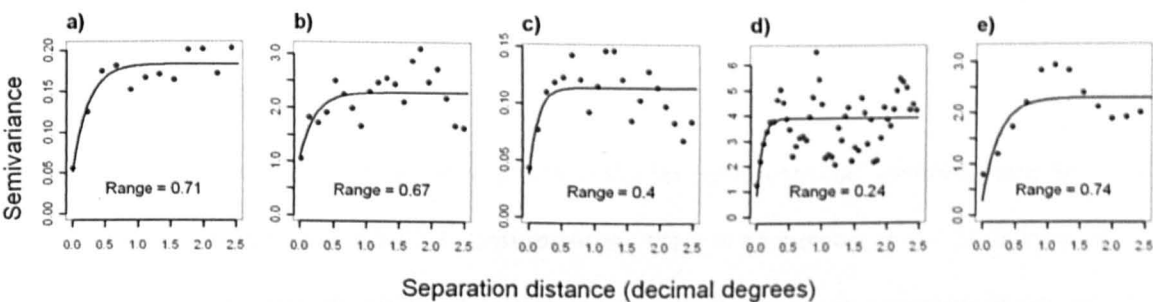 a) b) c) d) e)
Semivariance
0.20 0.15 0.10 0.05 0.00
Range = 0.71
0.0 0.5 1.0 1.5 2.0 2.5
3.0 2.0 1.0 0.0
Range = 0.67
0.0 0.5 1.0 1.5 2.0 2.5
0.15 0.10 0.05 0.00
Range = 0.4
0.0 0.5 1.0 1.5 2.0 2.5
6 5 4 3 2 1 0
Range = 0.24
0.0 0.5 1.0 1.5 2.0 2.5
3.0 2.0 1.0 0.0
Range = 0.74
0.0 0.5 1.0 1.5 2.0 2.5
Separation distance (decimal degrees)